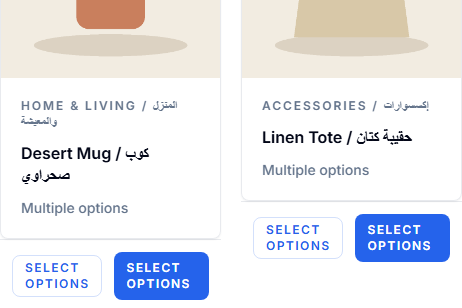 HOME & LIVING / المنزل
والمعيشة
Desert Mug / كوب
صحراوي
Multiple options
SELECT
OPTIONS
SELECT
OPTIONS
ACCESSORIES / إكسسوارات
Linen Tote / حقيبة كتان
Multiple options
SELECT
OPTIONS
SELECT
OPTIONS